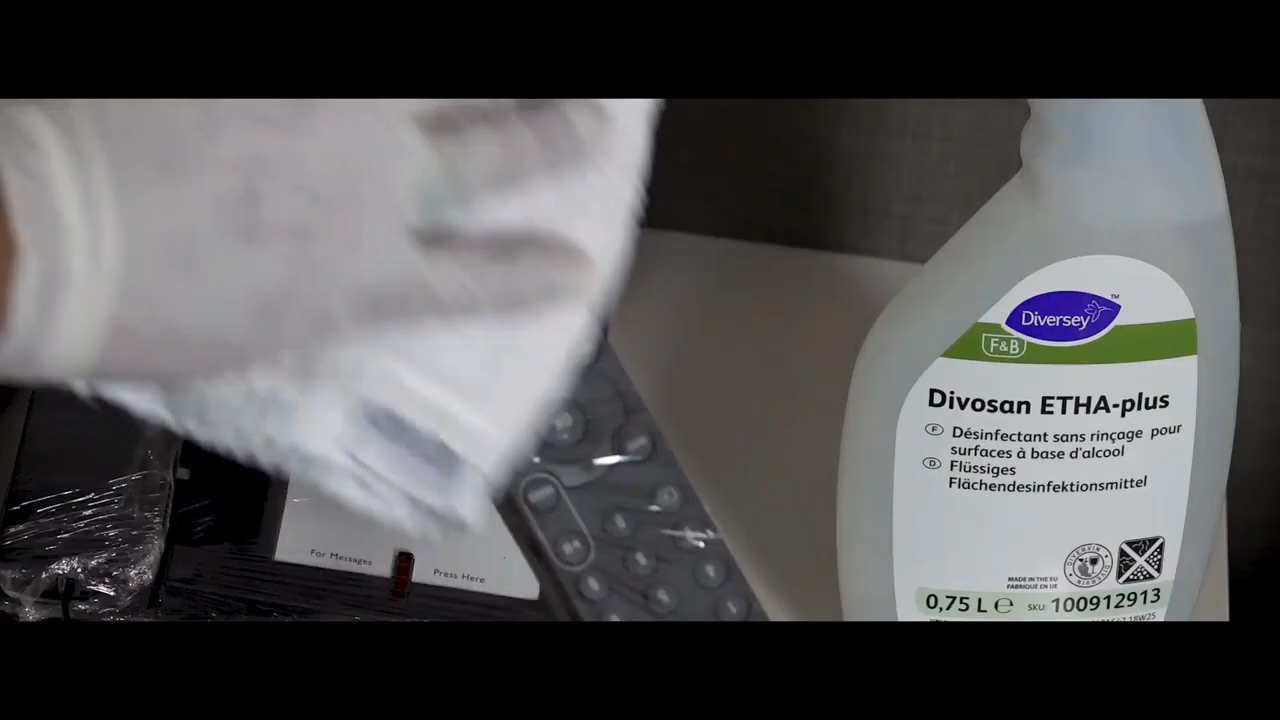 Diversey™
F&B
Divosan ETHA-plus
F Désinfectant sans rinçage pour
surfaces à base d'alcool
D Flüssiges
Flächendesinfektionsmittel
MADE IN THE EU
FABRIQUÉ EN UE
0,75 L ℮ SKU: 100912913
For Messages
Press Here